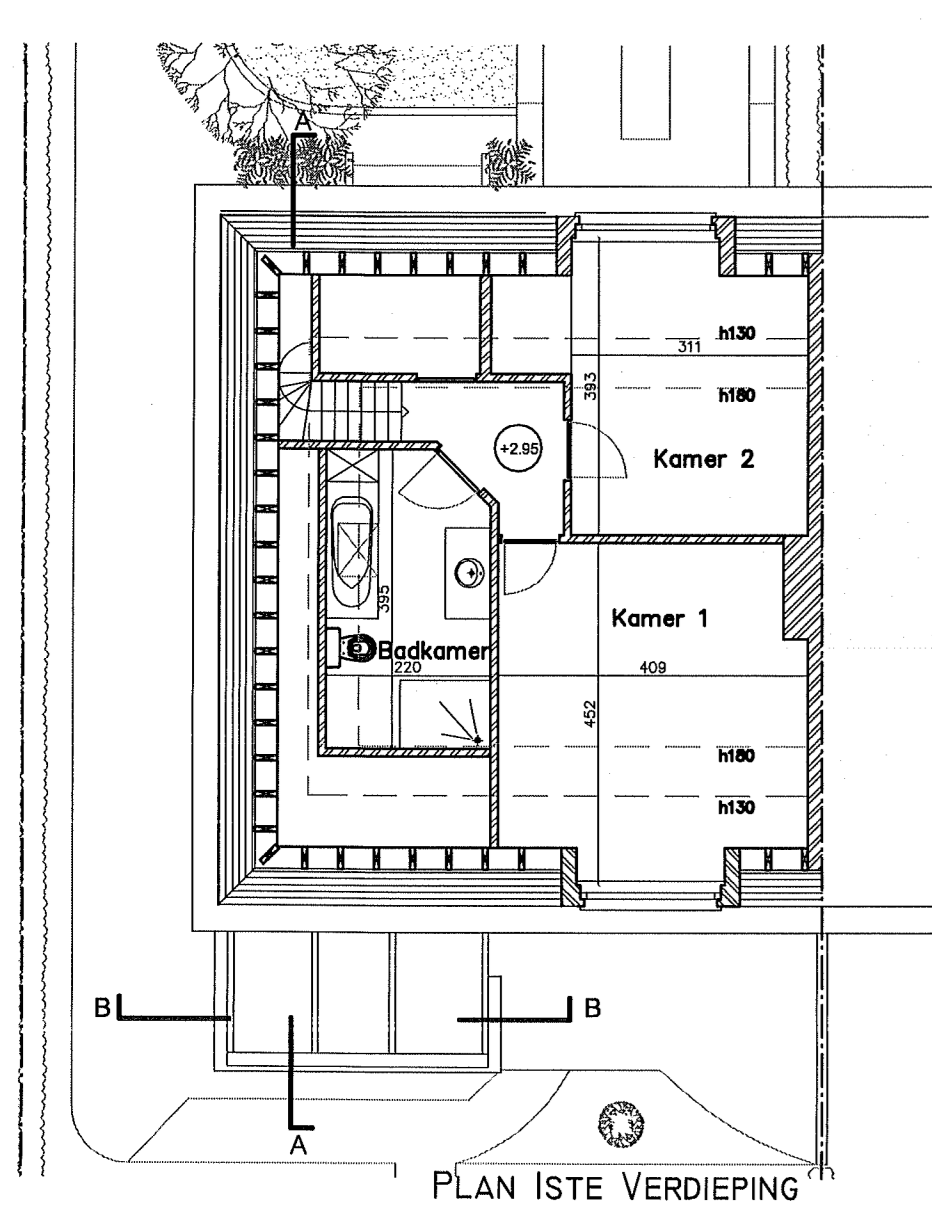 A
h130
311
393
h180
+2.95
Kamer 2
395
Kamer 1
Badkamer
220
409
452
h180
h130
B
B
A
PLAN 1STE VERDIEPING